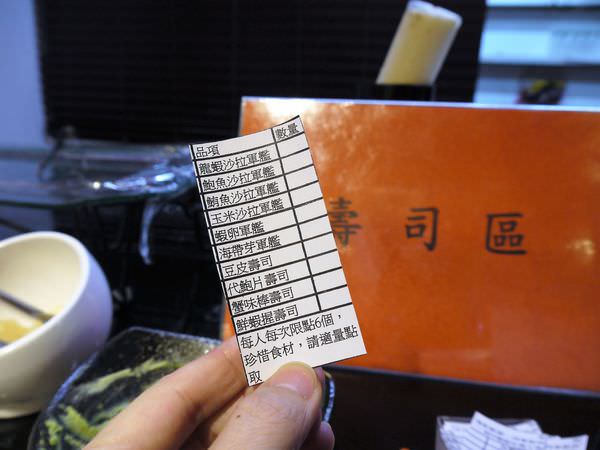 品項 數量
龍蝦沙拉軍艦
鮑魚沙拉軍艦
鮪魚沙拉軍艦
玉米沙拉軍艦
蝦卵軍艦
海帶芽軍艦
豆皮壽司
代鮑片壽司
蟹味棒壽司
鮮蝦握壽司
每人每次限點6個，
珍惜食材，請適量點
取
壽司區